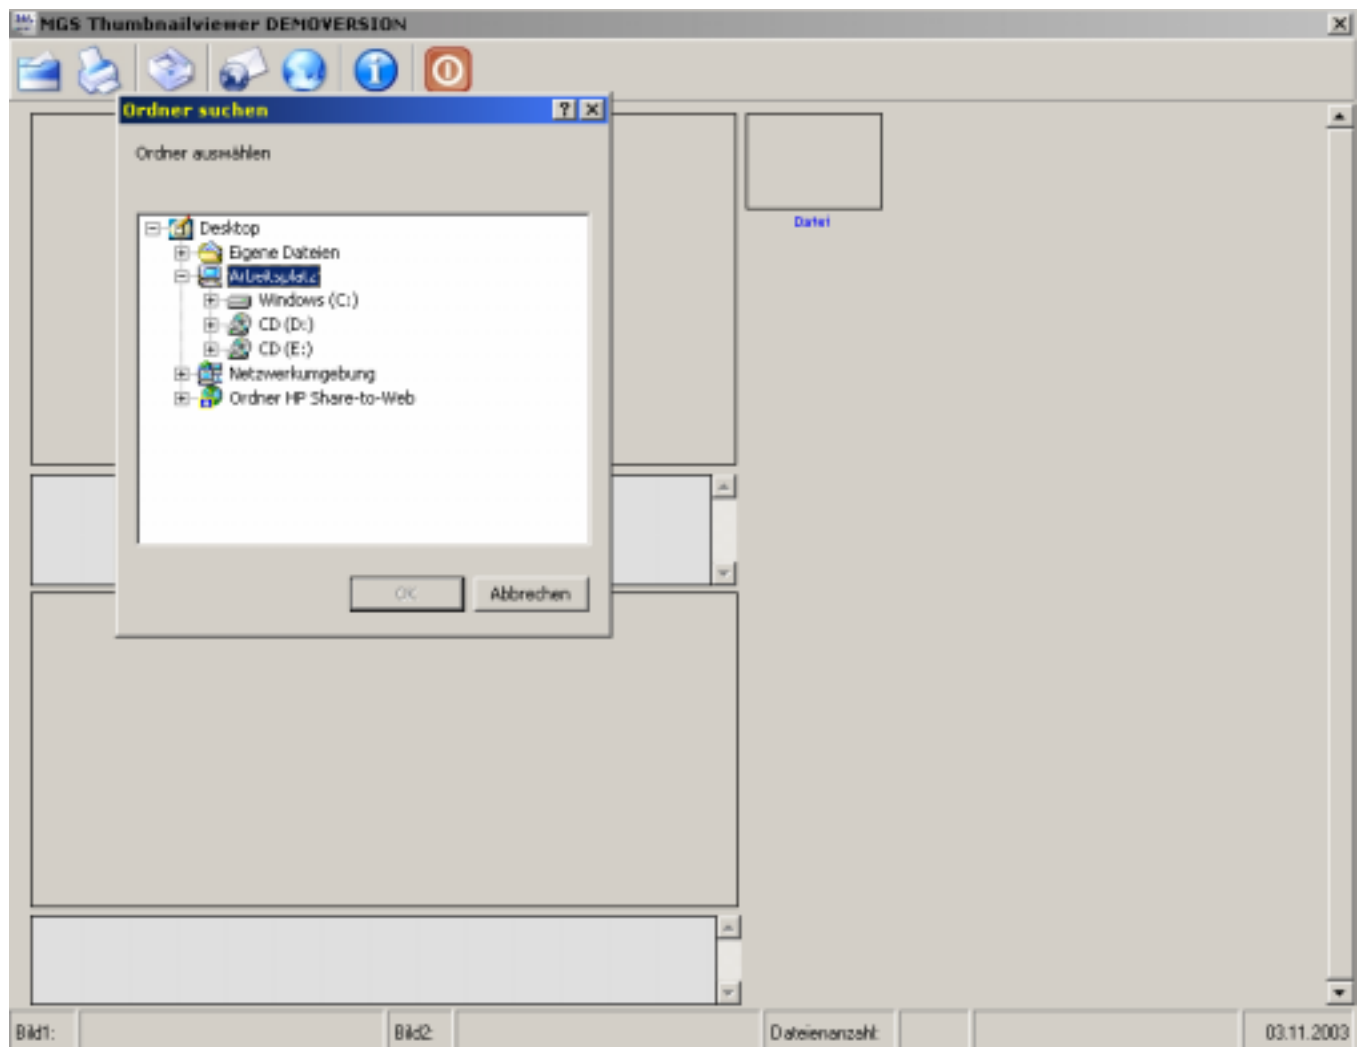 MGS Thumbnailviewer DEMOVERSION
Ordner suchen
Ordner auswählen
Desktop
Eigene Dateien
Arbeitsplatz
Windows (C:)
CD (D:)
CD (E:)
Netzwerkumgebung
Ordner HP Share-to-Web
OK
Abbrechen
Datei
Bild1:
Bild2:
Dateienanzahl:
03.11.2003